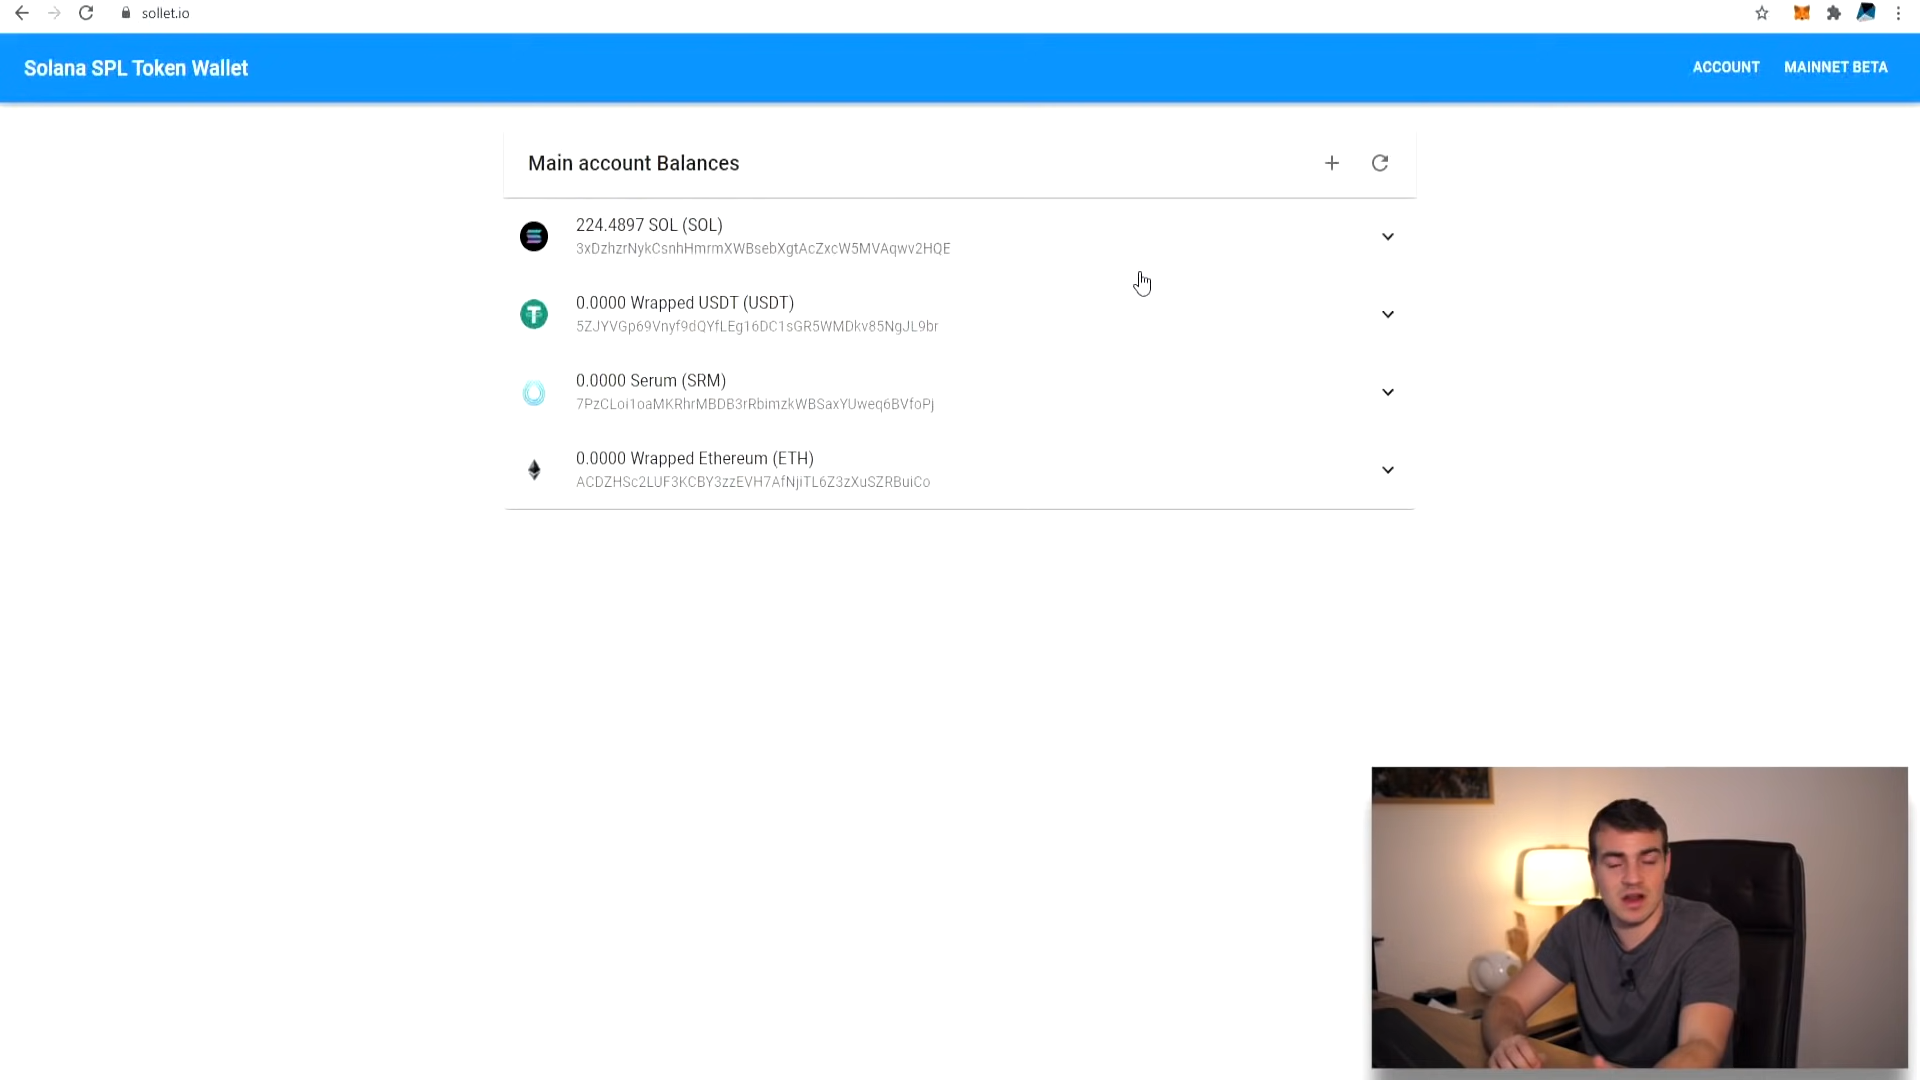 sollet.io
Solana SPL Token Wallet
ACCOUNT
MAINNET BETA
Main account Balances
224.4897 SOL (SOL)
3xDzhzrNykCsnhHmrmXWBsebXgtAcZxcW5MVAqwv2HQE
0.0000 Wrapped USDT (USDT)
5ZJYVGp69Vnyf9dQYfLEg16DC1sGR5WMDkv85NgJL9br
0.0000 Serum (SRM)
7PzCLoi1oaMKRhrMBDB3rRbimzkWBSaxYUweq6BVfoPj
0.0000 Wrapped Ethereum (ETH)
ACDZHSc2LUF3KCBY3zzEVH7AfNjiTL6Z3zXuSZRBuiCo